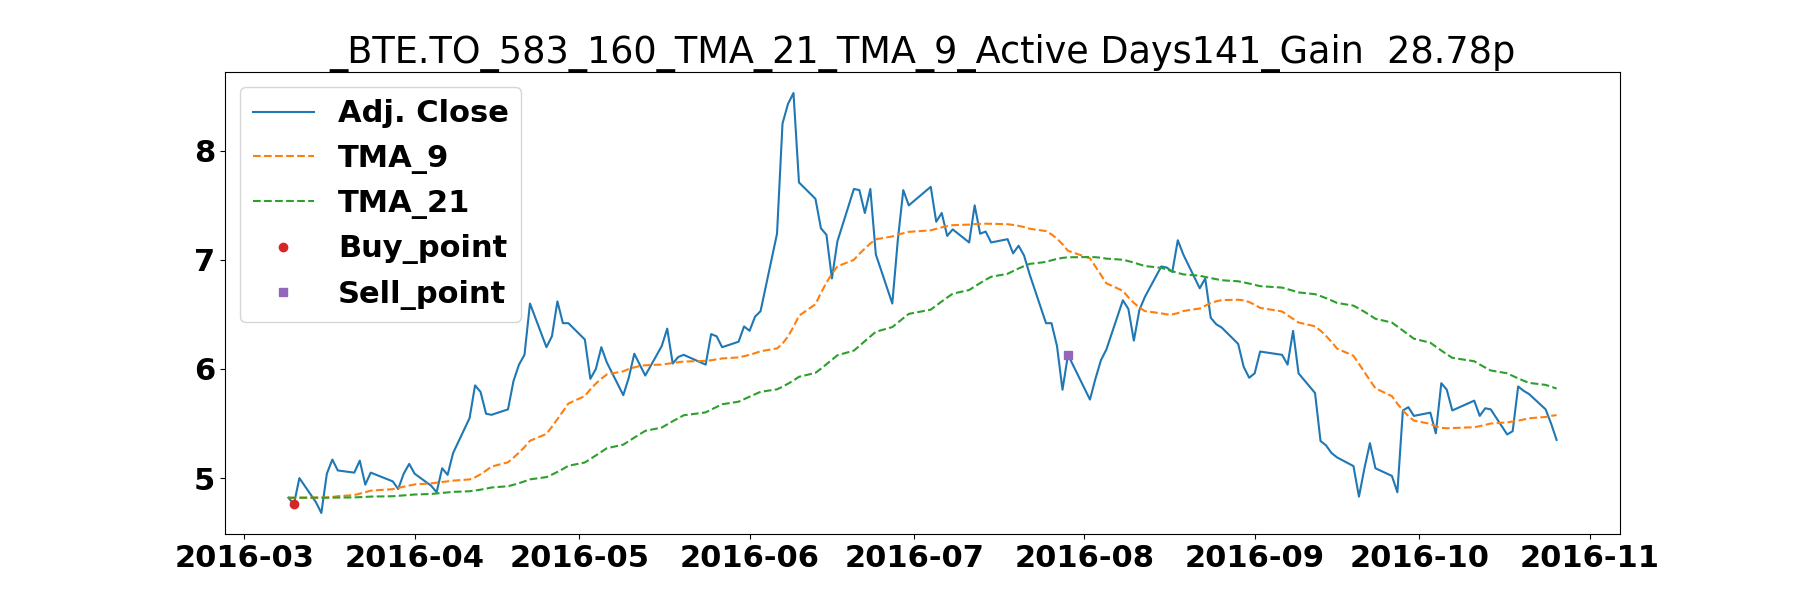 _BTE.TO_583_160_TMA_21_TMA_9_Active Days141_Gain  28.78p
Adj. Close
TMA_9
TMA_21
Buy_point
Sell_point
8
7
6
5
2016-03 2016-04 2016-05 2016-06 2016-07 2016-08 2016-09 2016-10 2016-11